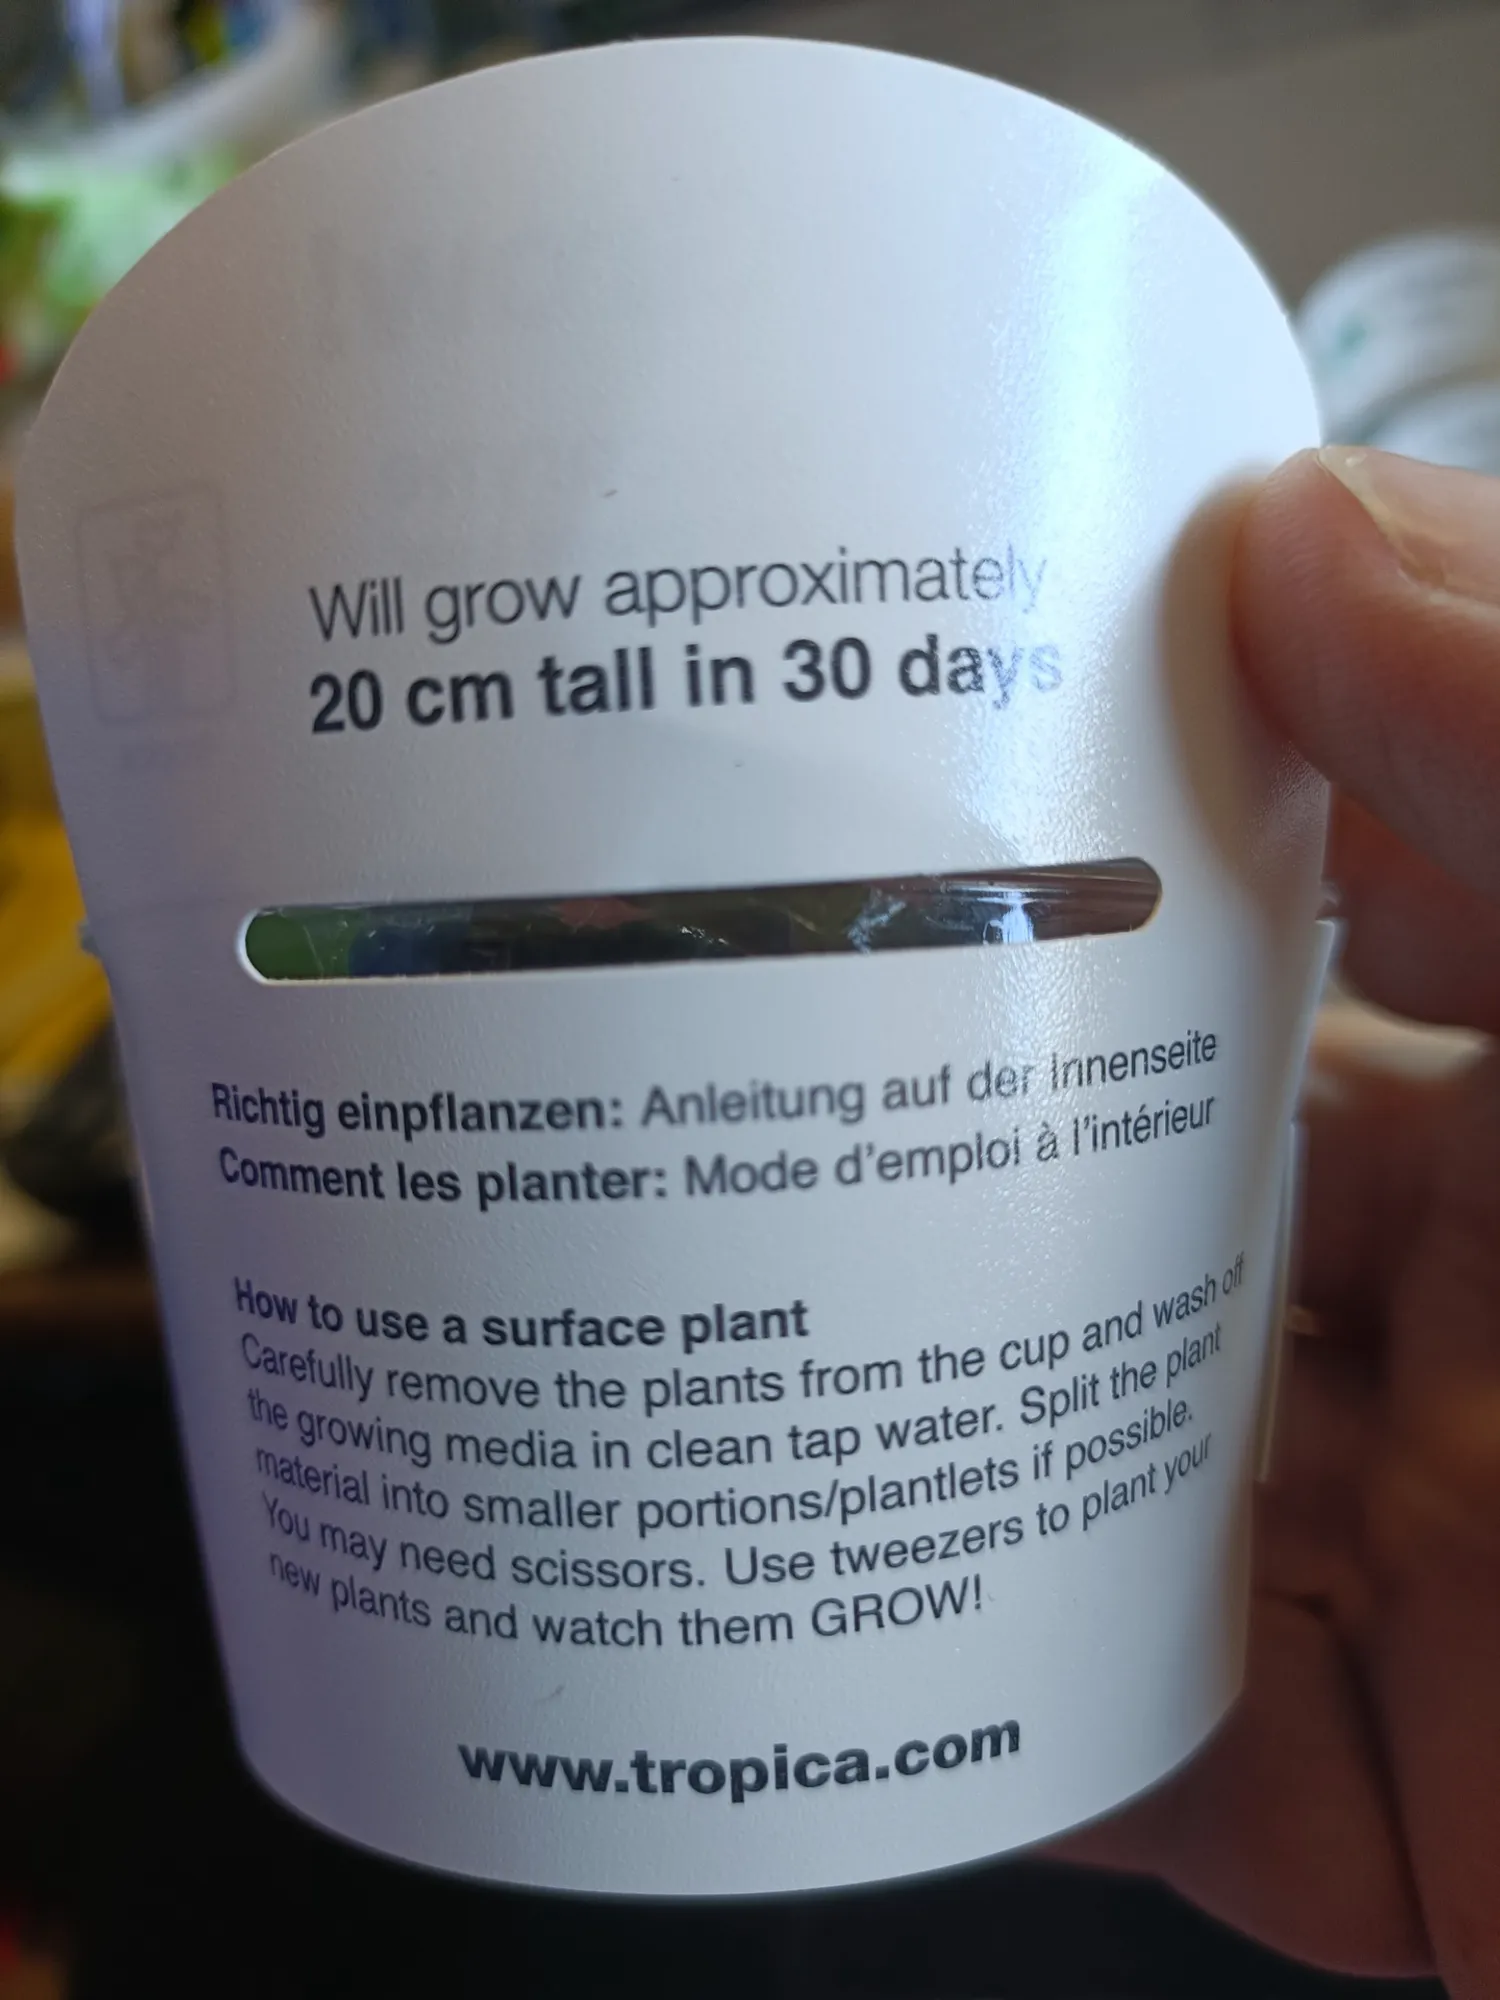 Will grow approximately
20 cm tall in 30 days
Richtig einpflanzen: Anleitung auf der Innenseite
Comment les planter: Mode d'emploi à l'intérieur
How to use a surface plant
Carefully remove the plants from the cup and wash off
the growing media in clean tap water. Split the plant
material into smaller portions/plantlets if possible.
You may need scissors. Use tweezers to plant your
new plants and watch them GROW!
www.tropica.com